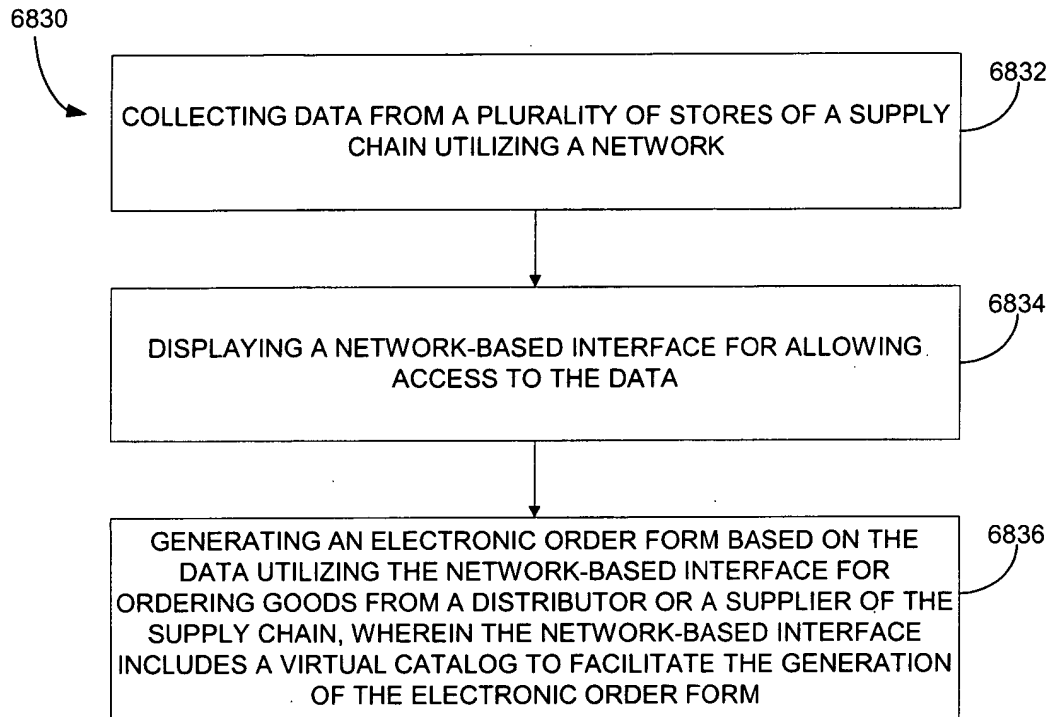 6830
6832
COLLECTING DATA FROM A PLURALITY OF STORES OF A SUPPLY
CHAIN UTILIZING A NETWORK
6834
DISPLAYING A NETWORK-BASED INTERFACE FOR ALLOWING
ACCESS TO THE DATA
6836
GENERATING AN ELECTRONIC ORDER FORM BASED ON THE
DATA UTILIZING THE NETWORK-BASED INTERFACE FOR
ORDERING GOODS FROM A DISTRIBUTOR OR A SUPPLIER OF THE
SUPPLY CHAIN, WHEREIN THE NETWORK-BASED INTERFACE
INCLUDES A VIRTUAL CATALOG TO FACILITATE THE GENERATION
OF THE ELECTRONIC ORDER FORM